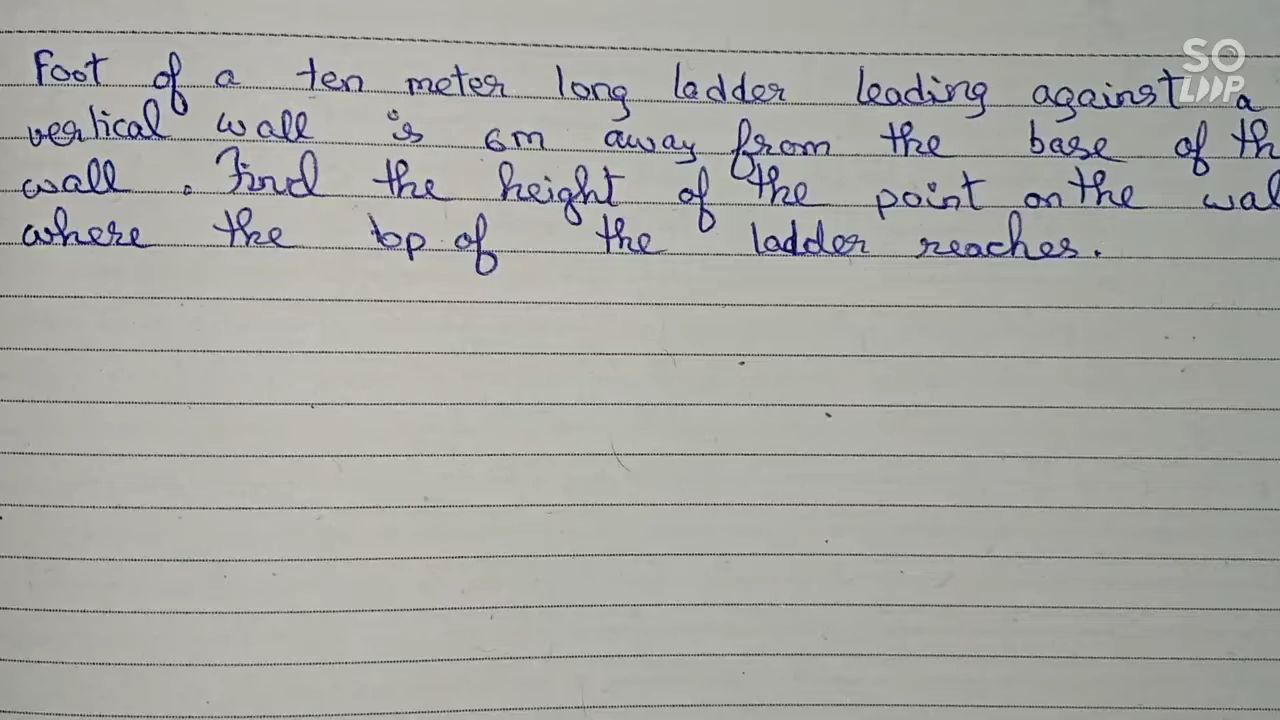 Foot of a ten meter long ladder leading against a
vertical wall is 6m away from the base of th
wall. Find the height of the point on the wal
where the top of the ladder reaches.
SO
LOOP